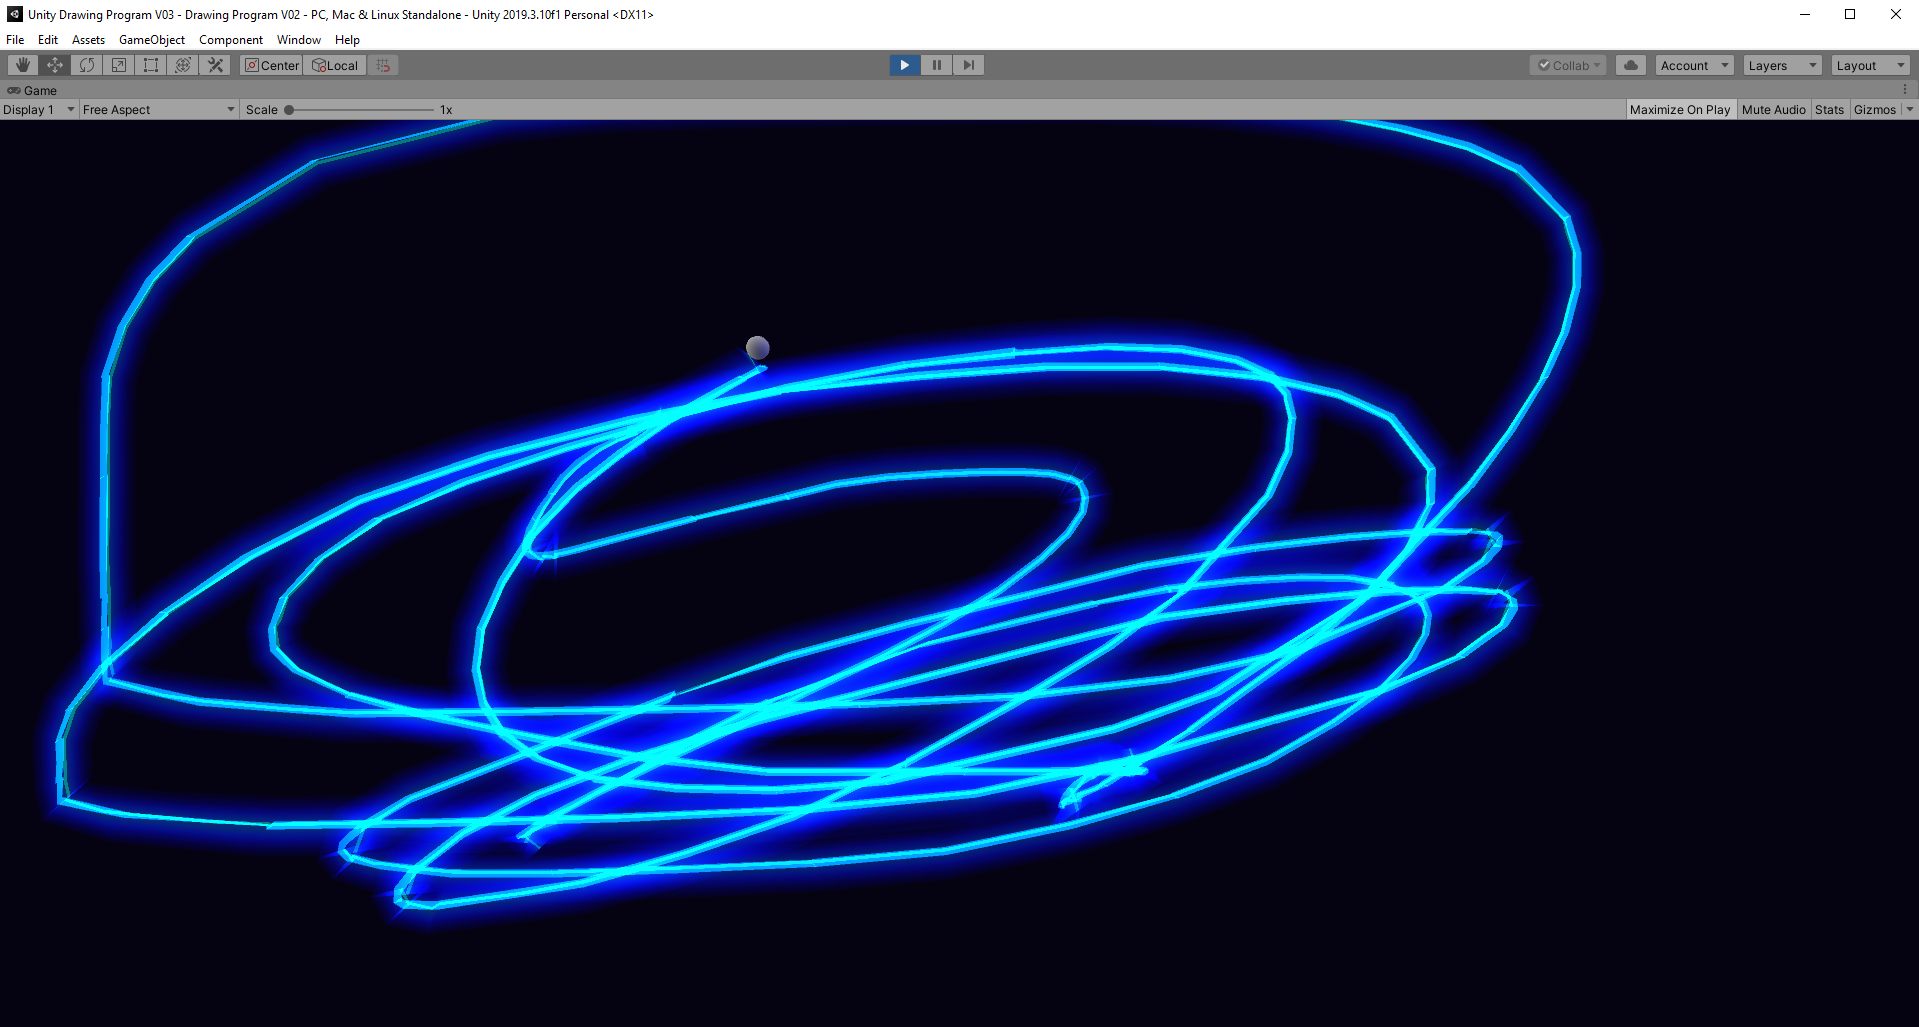 Unity Drawing Program V03 - Drawing Program V02 - PC, Mac & Linux Standalone - Unity 2019.3.10f1 Personal <DX11>
File Edit Assets GameObject Component Window Help
Center Local Collab Account Layers Layout
Game
Display 1 Free Aspect Scale 1x Maximize On Play Mute Audio Stats Gizmos